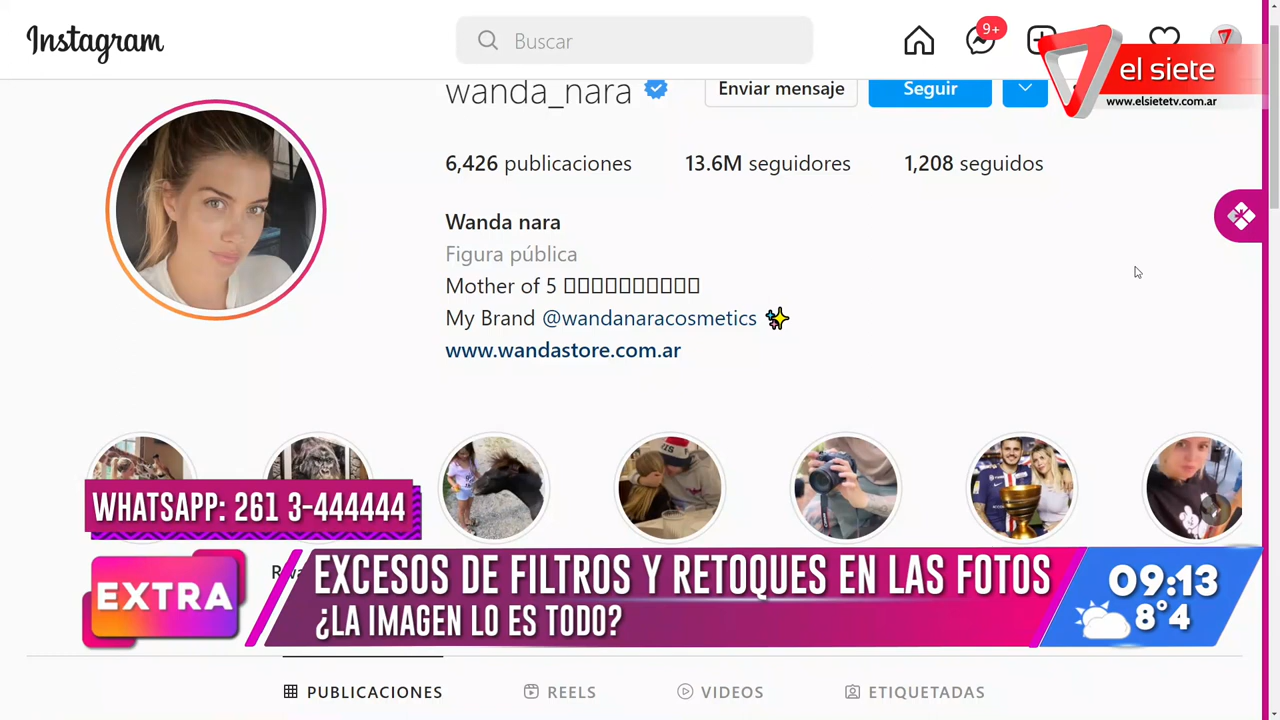 Instagram
Buscar
9+
el siete
www.elsietetv.com.ar
wanda_nara
Enviar mensaje
Seguir
6,426 publicaciones
13.6M seguidores
1,208 seguidos
Wanda nara
Figura pública
Mother of 5
My Brand @wandanaracosmetics ✨
www.wandastore.com.ar
WHATSAPP: 261 3-444444
EXTRA
EXCESOS DE FILTROS Y RETOQUES EN LAS FOTOS
¿LA IMAGEN LO ES TODO?
09:13
8°4
PUBLICACIONES
REELS
VIDEOS
ETIQUETADAS